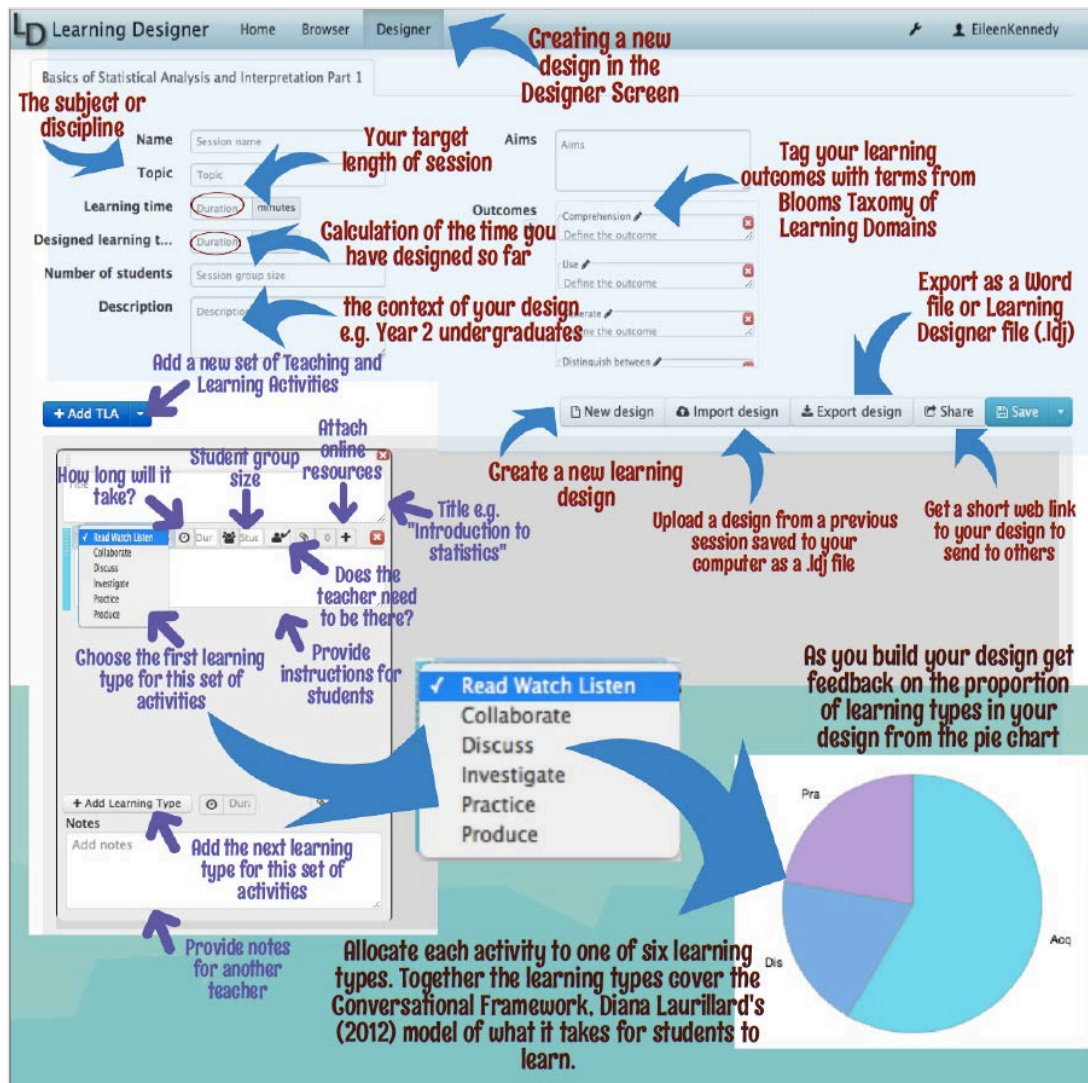 LD Learning Designer Home Browser Designer EileenKennedy
Creating a new
design in the
Designer Screen
Basics of Statistical Analysis and Interpretation Part 1
The subject or
discipline
Name
Session name
Your target
length of session
Topic
Topic
Learning time
Duration minutes
Designed learning t...
Duration
Calculation of the time you
have designed so far
Number of students
Session group size
Description
Description
the context of your design
e.g. Year 2 undergraduates
Aims
Aims
Tag your learning
outcomes with terms from
Blooms Taxomy of
Learning Domains
Outcomes
Comprehension
Define the outcome
Use
Define the outcome
Define the outcome
Distinguish between
Export as a Word
file or Learning
Designer file (.ldj)
Add a new set of Teaching and
Learning Activities
+ Add TLA
New design Import design Export design Share Save
Create a new learning
design
Upload a design from a previous
session saved to your
computer as a .ldj file
Get a short web link
to your design to
send to others
How long will it
take?
Student group
size
Attach
online
resources
Title e.g.
"Introduction to
statistics"
✓ Read Watch Listen Dur Stud 0 +
Collaborate
Discuss
Investigate
Practice
Produce
Does the
teacher need
to be there?
Choose the first learning
type for this set of
activities
Provide
instructions for
students
✓ Read Watch Listen
Collaborate
Discuss
Investigate
Practice
Produce
As you build your design get
feedback on the proportion
of learning types in your
design from the pie chart
Pra
Dis
Acq
+ Add Learning Type
Notes
Add notes
Add the next learning
type for this set of
activities
Provide notes
for another
teacher
Allocate each activity to one of six learning
types. Together the learning types cover the
Conversational Framework, Diana Laurillard's
(2012) model of what it takes for students to
learn.